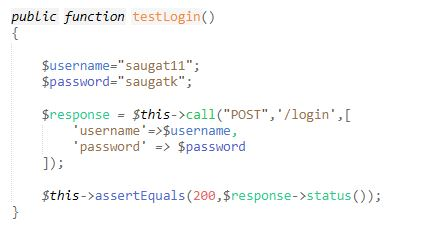 public function testLogin()
{
$username="saugat11";
$password="saugatk";
$response = $this->call("POST",'/login',[
'username'=>$username,
'password' => $password
]);
$this->assertEquals(200,$response->status());
}